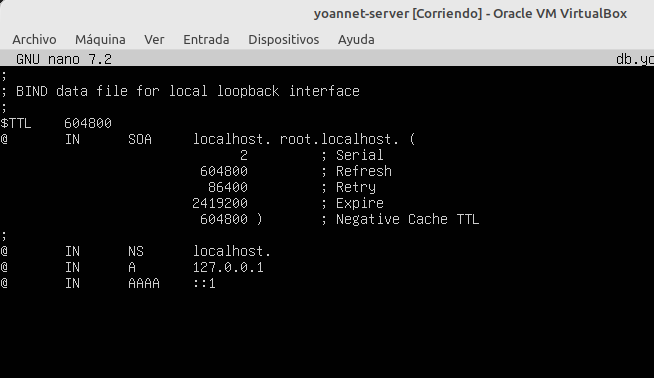 yoannet-server [Corriendo] - Oracle VM VirtualBox
Archivo Máquina Ver Entrada Dispositivos Ayuda
GNU nano 7.2 db.yo
;
; BIND data file for local loopback interface
;
$TTL 604800
@ IN SOA localhost. root.localhost. (
2 ; Serial
604800 ; Refresh
86400 ; Retry
2419200 ; Expire
604800 ) ; Negative Cache TTL
;
@ IN NS localhost.
@ IN A 127.0.0.1
@ IN AAAA ::1